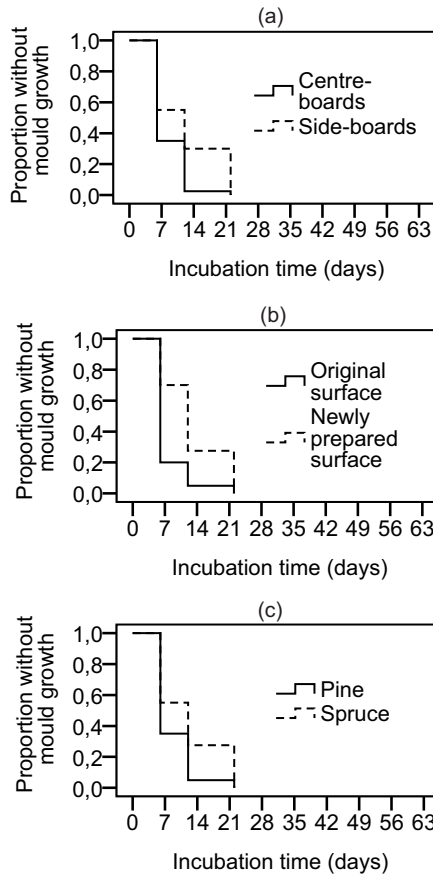 (a)
Proportion without
mould growth
1,0
0,8
0,6
0,4
0,2
0,0
Centre-
boards
Side-boards
0 7 14 21 28 35 42 49 56 63
Incubation time (days)
(b)
Proportion without
mould growth
1,0
0,8
0,6
0,4
0,2
0,0
Original
surface
Newly
prepared
surface
0 7 14 21 28 35 42 49 56 63
Incubation time (days)
(c)
Proportion without
mould growth
1,0
0,8
0,6
0,4
0,2
0,0
Pine
Spruce
0 7 14 21 28 35 42 49 56 63
Incubation time (days)